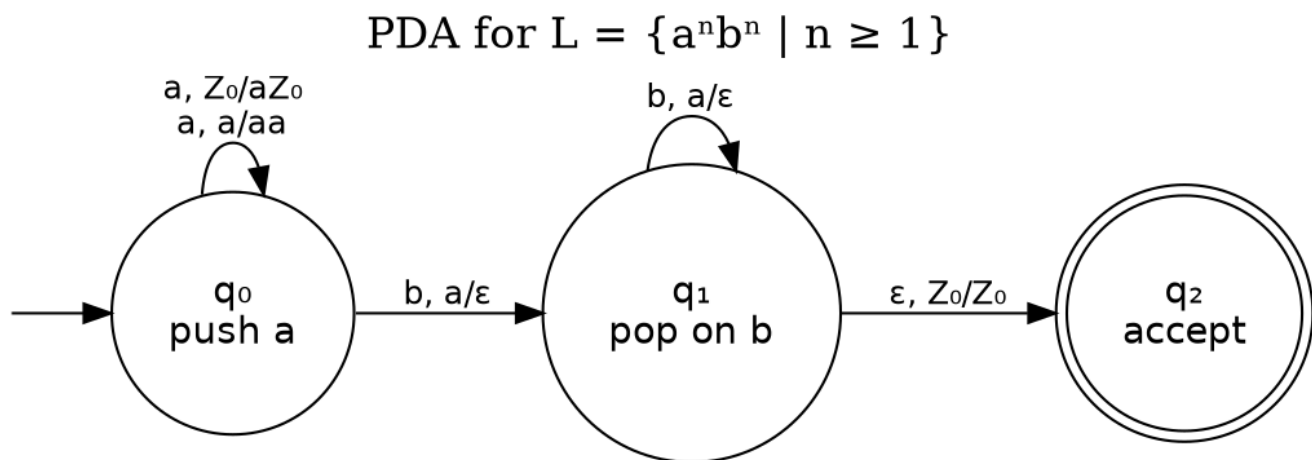 PDA for L = {aⁿbⁿ | n ≥ 1}
a, Z₀/aZ₀
a, a/aa
b, a/ε
q₀
push a
b, a/ε
q₁
pop on b
ε, Z₀/Z₀
q₂
accept